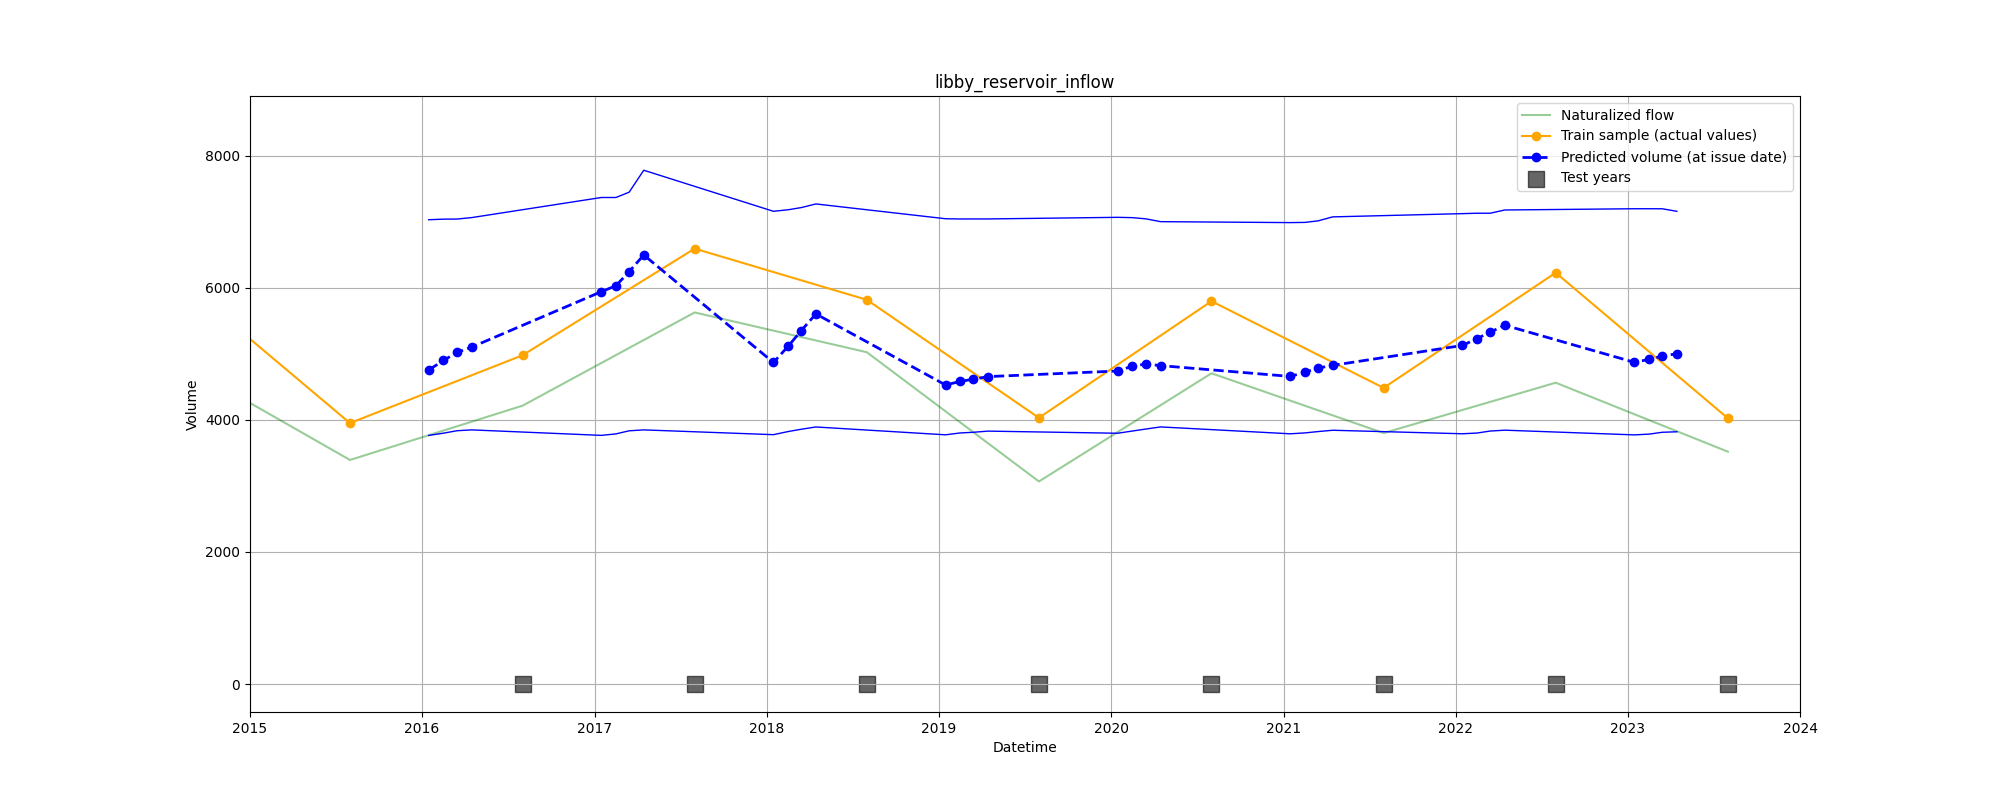 libby_reservoir_inflow
Naturalized flow
Train sample (actual values)
Predicted volume (at issue date)
Test years
8000
6000
4000
2000
0
Volume
2015 2016 2017 2018 2019 2020 2021 2022 2023 2024
Datetime